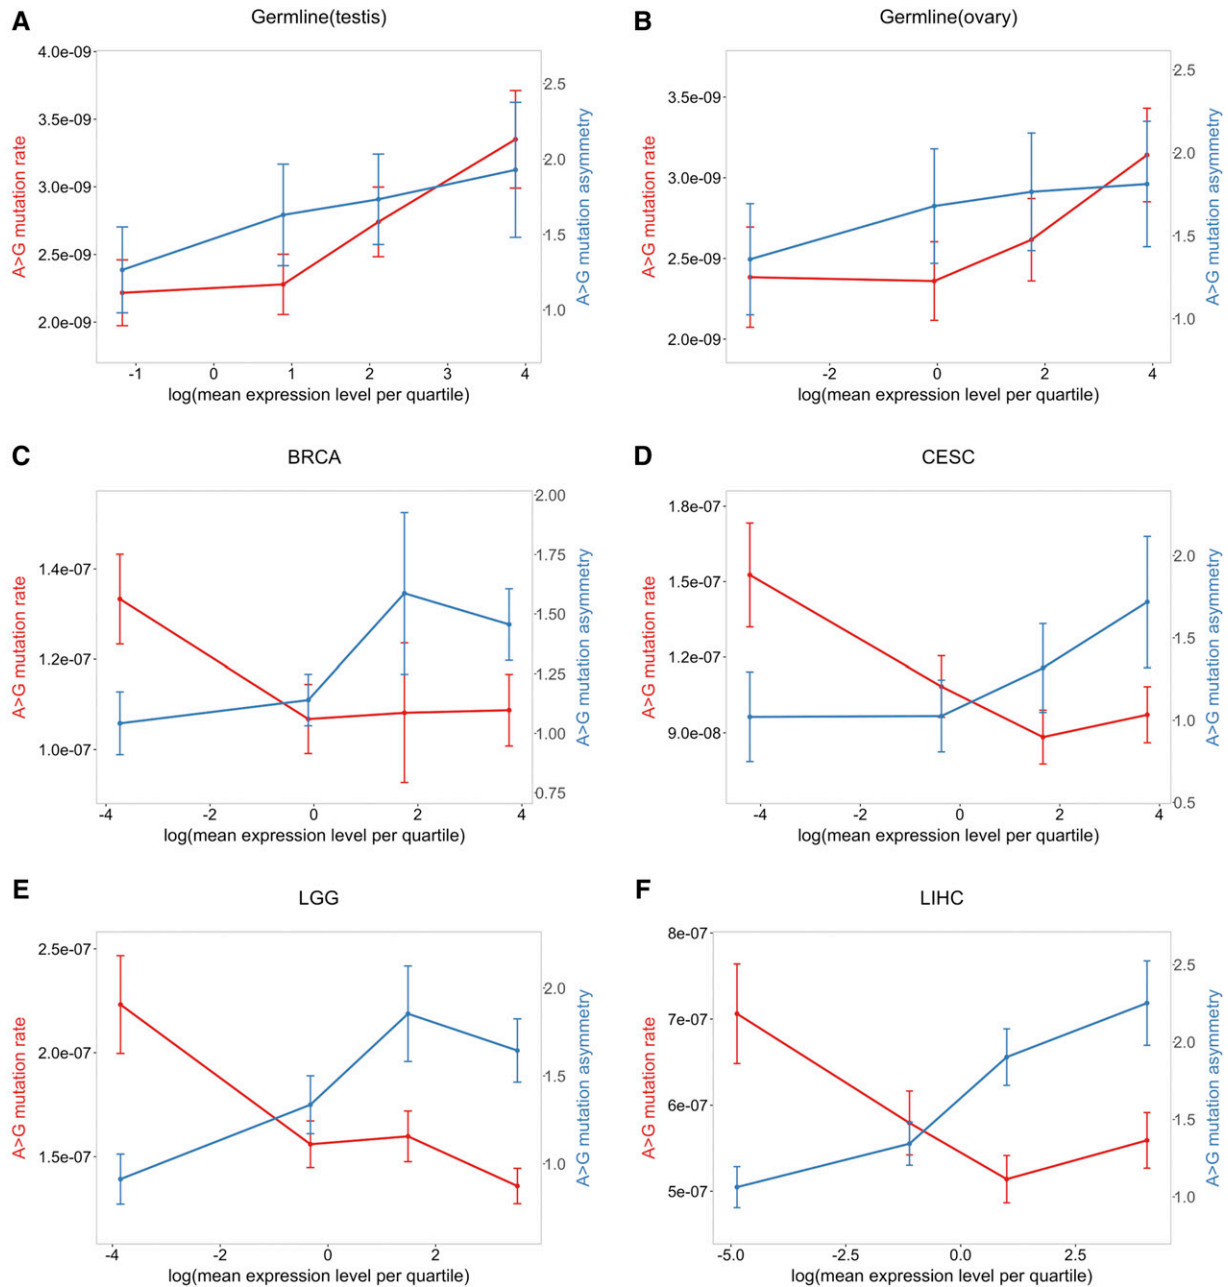 A
Germline(testis)
4.0e-09
3.5e-09
3.0e-09
2.5e-09
2.0e-09
A>G mutation rate
2.5
2.0
1.5
1.0
A>G mutation asymmetry
-1 0 1 2 3 4
log(mean expression level per quartile)
B
Germline(ovary)
3.5e-09
3.0e-09
2.5e-09
2.0e-09
A>G mutation rate
2.5
2.0
1.5
1.0
A>G mutation asymmetry
-2 0 2 4
log(mean expression level per quartile)
C
BRCA
1.4e-07
1.2e-07
1.0e-07
A>G mutation rate
2.00
1.75
1.50
1.25
1.00
0.75
A>G mutation asymmetry
-4 -2 0 2 4
log(mean expression level per quartile)
D
CESC
1.8e-07
1.5e-07
1.2e-07
9.0e-08
A>G mutation rate
2.0
1.5
1.0
0.5
A>G mutation asymmetry
-4 -2 0 2 4
log(mean expression level per quartile)
E
LGG
2.5e-07
2.0e-07
1.5e-07
A>G mutation rate
2.0
1.5
1.0
A>G mutation asymmetry
-4 -2 0 2
log(mean expression level per quartile)
F
LIHC
8e-07
7e-07
6e-07
5e-07
A>G mutation rate
2.5
2.0
1.5
1.0
A>G mutation asymmetry
-5.0 -2.5 0.0 2.5
log(mean expression level per quartile)